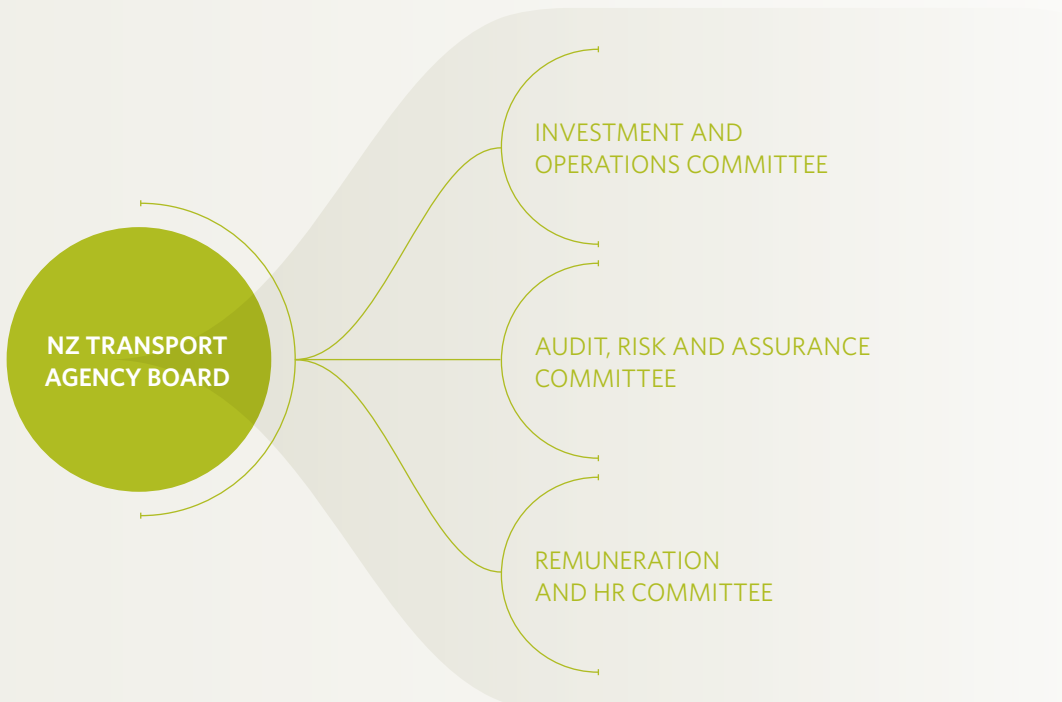 NZ TRANSPORT
AGENCY BOARD
INVESTMENT AND
OPERATIONS COMMITTEE
AUDIT, RISK AND ASSURANCE
COMMITTEE
REMUNERATION
AND HR COMMITTEE